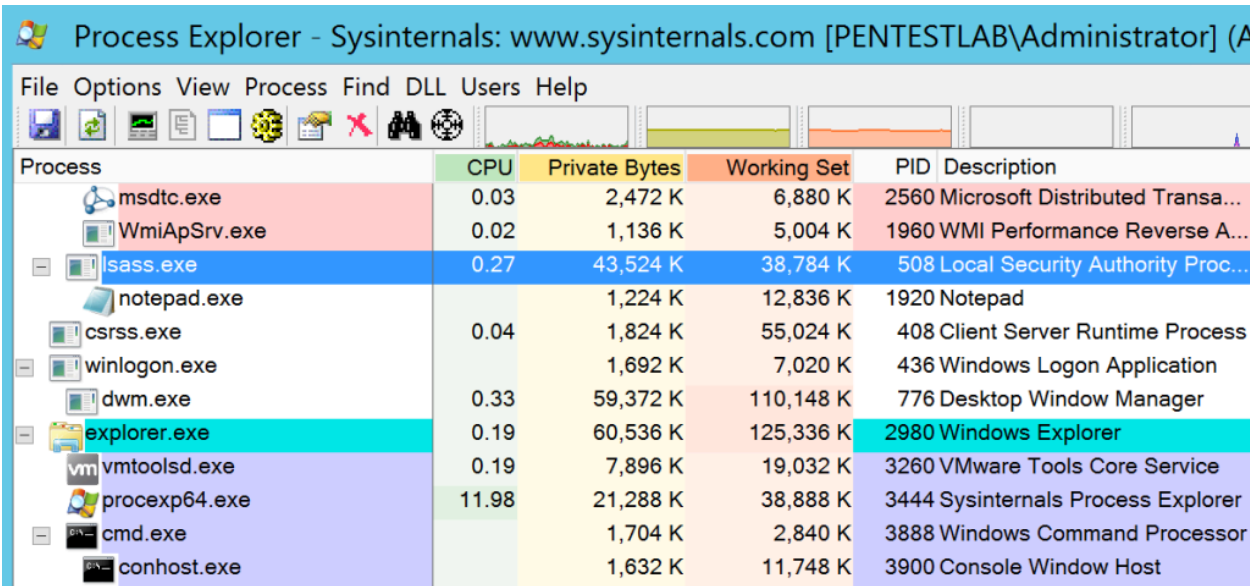 Process Explorer - Sysinternals: www.sysinternals.com [PENTESTLAB\Administrator] (A
File Options View Process Find DLL Users Help
Process CPU Private Bytes Working Set PID Description
msdtc.exe 0.03 2,472 K 6,880 K 2560 Microsoft Distributed Transa...
WmiApSrv.exe 0.02 1,136 K 5,004 K 1960 WMI Performance Reverse A...
lsass.exe 0.27 43,524 K 38,784 K 508 Local Security Authority Proc...
notepad.exe 1,224 K 12,836 K 1920 Notepad
csrss.exe 0.04 1,824 K 55,024 K 408 Client Server Runtime Process
winlogon.exe 1,692 K 7,020 K 436 Windows Logon Application
dwm.exe 0.33 59,372 K 110,148 K 776 Desktop Window Manager
explorer.exe 0.19 60,536 K 125,336 K 2980 Windows Explorer
vm vmtoolsd.exe 0.19 7,896 K 19,032 K 3260 VMware Tools Core Service
procexp64.exe 11.98 21,288 K 38,888 K 3444 Sysinternals Process Explorer
cmd.exe 1,704 K 2,840 K 3888 Windows Command Processor
conhost.exe 1,632 K 11,748 K 3900 Console Window Host